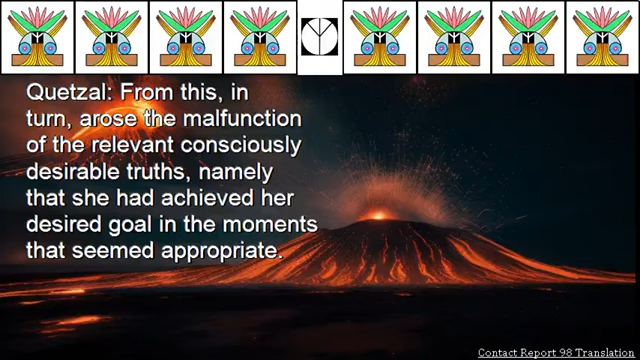 Quetzal: From this, in
turn, arose the malfunction
of the relevant consciously
desirable truths, namely
that she had achieved her
desired goal in the moments
that seemed appropriate.
Contact Report 98 Translation